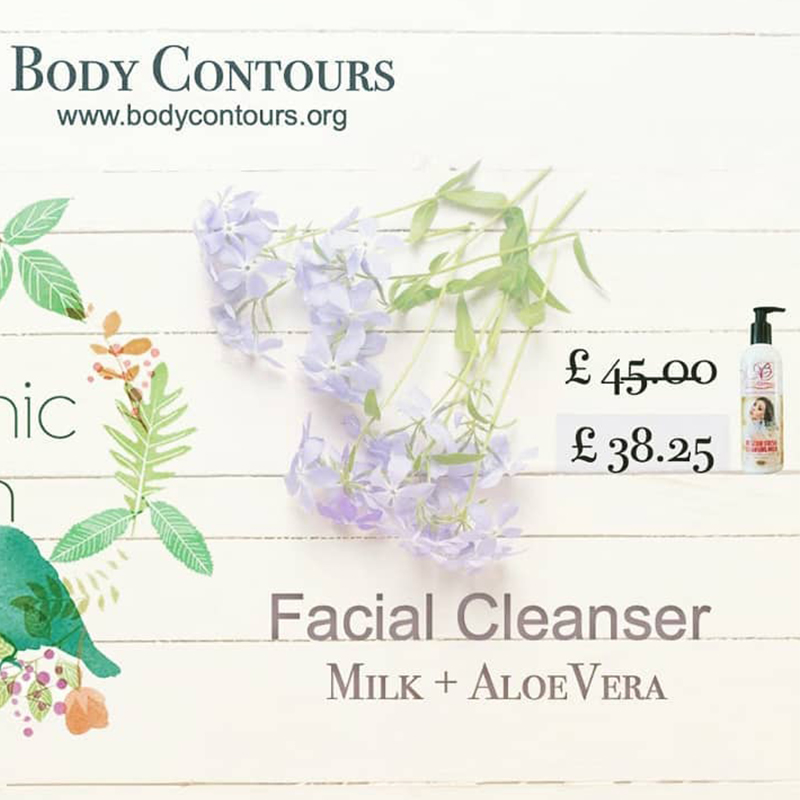 BODY CONTOURS
www.bodycontours.org
nic
£ 45.00
£ 38.25
Facial Cleanser
MILK + ALOEVERA